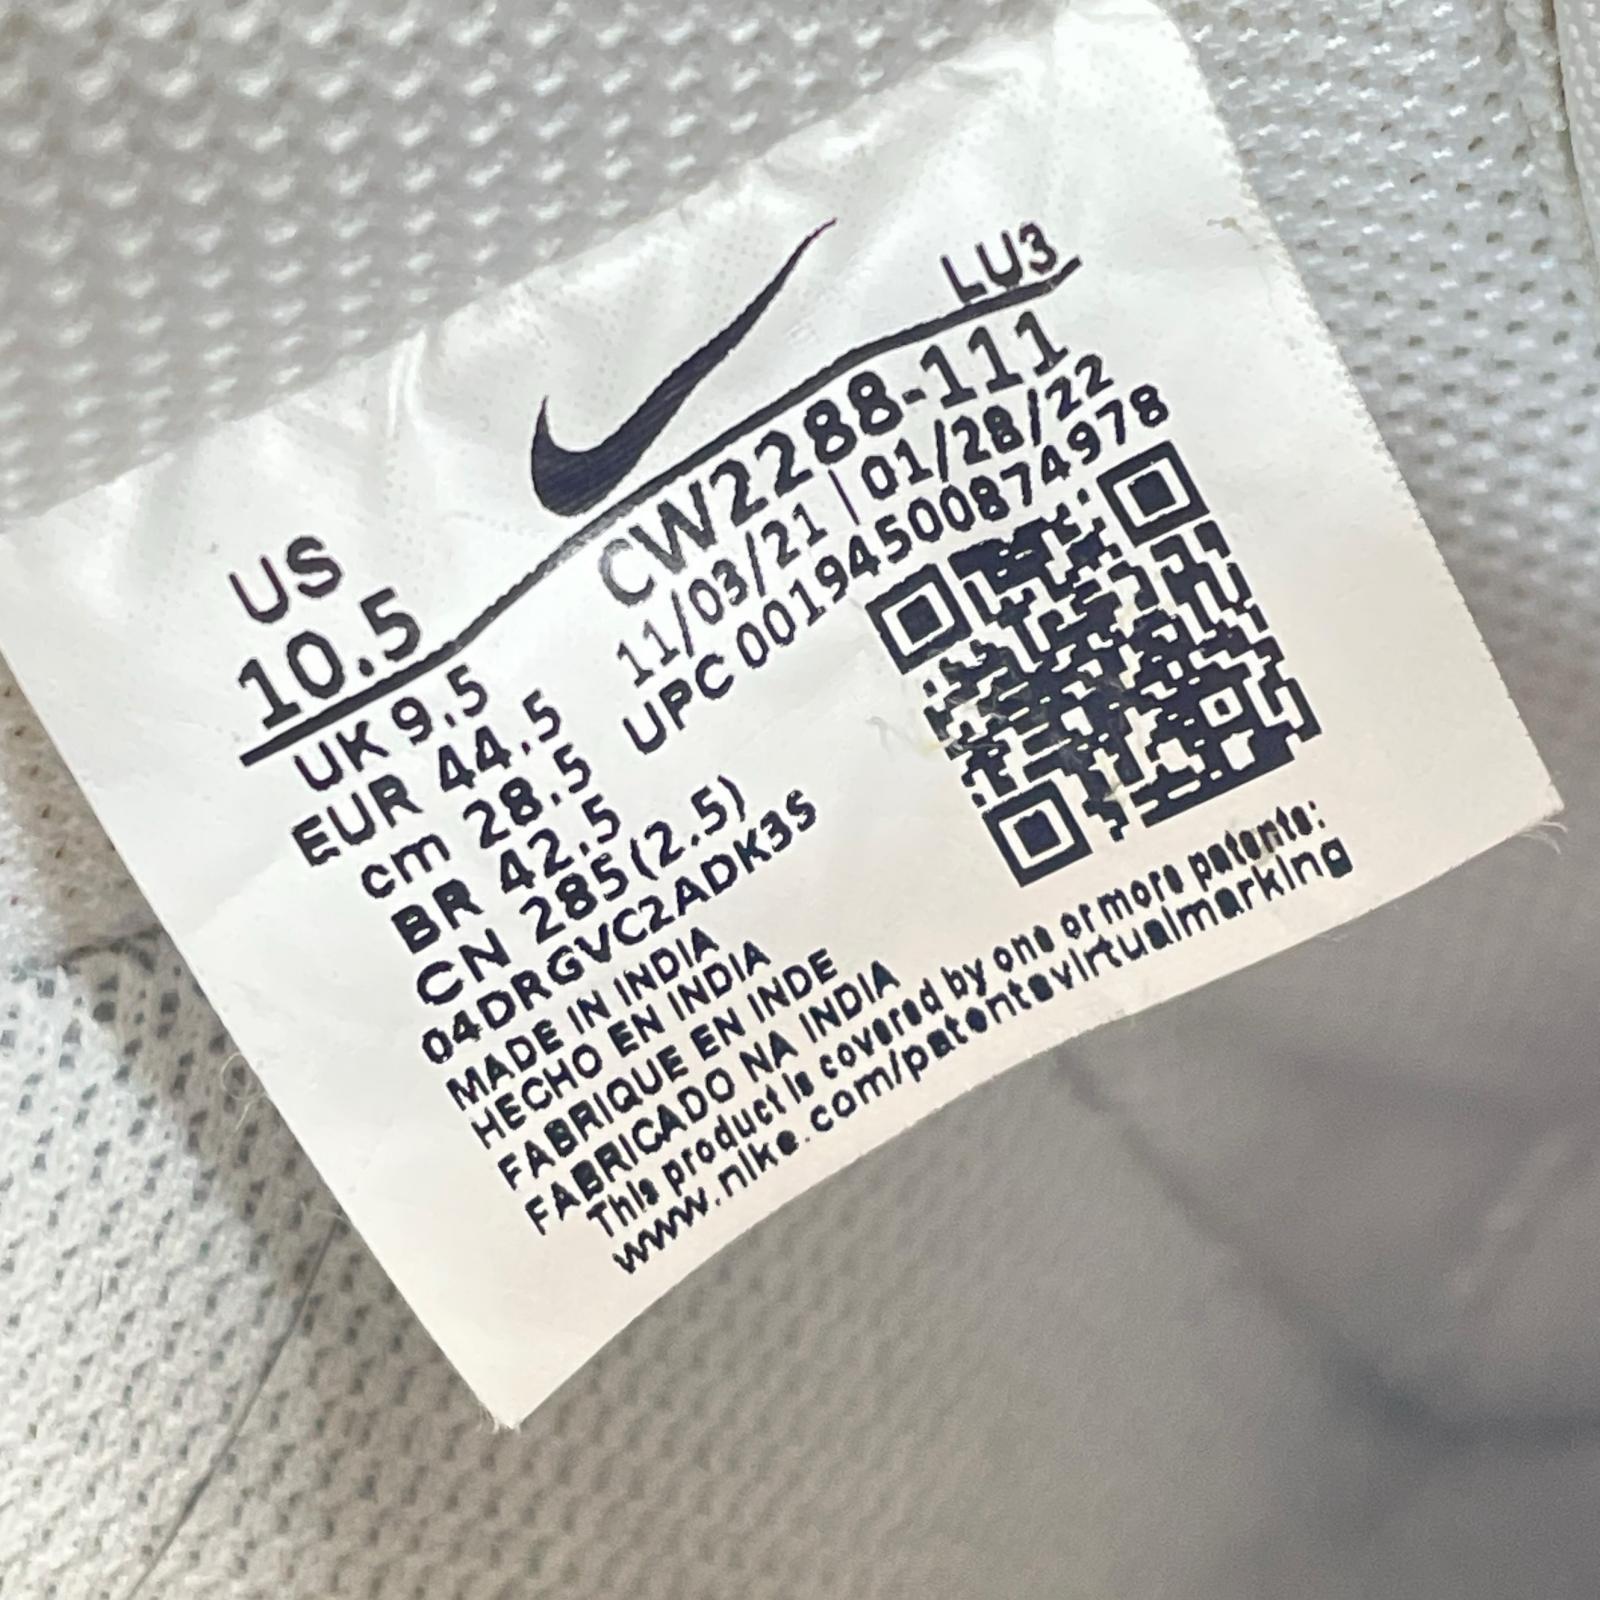 LU3
US
10.5
CW2288-111
11/03/21 | 01/28/22
UPC 00194500874978
UK 9.5
EUR 44.5
cm 28.5
BR 42.5
CN 285(2.5)
04DRGVC2ADK3S
MADE IN INDIA
HECHO EN INDIA
FABRIQUE EN INDE
FABRICADO NA INDIA
This product is covered by one or more patents:
www.nike.com/patentsvirtualmarking